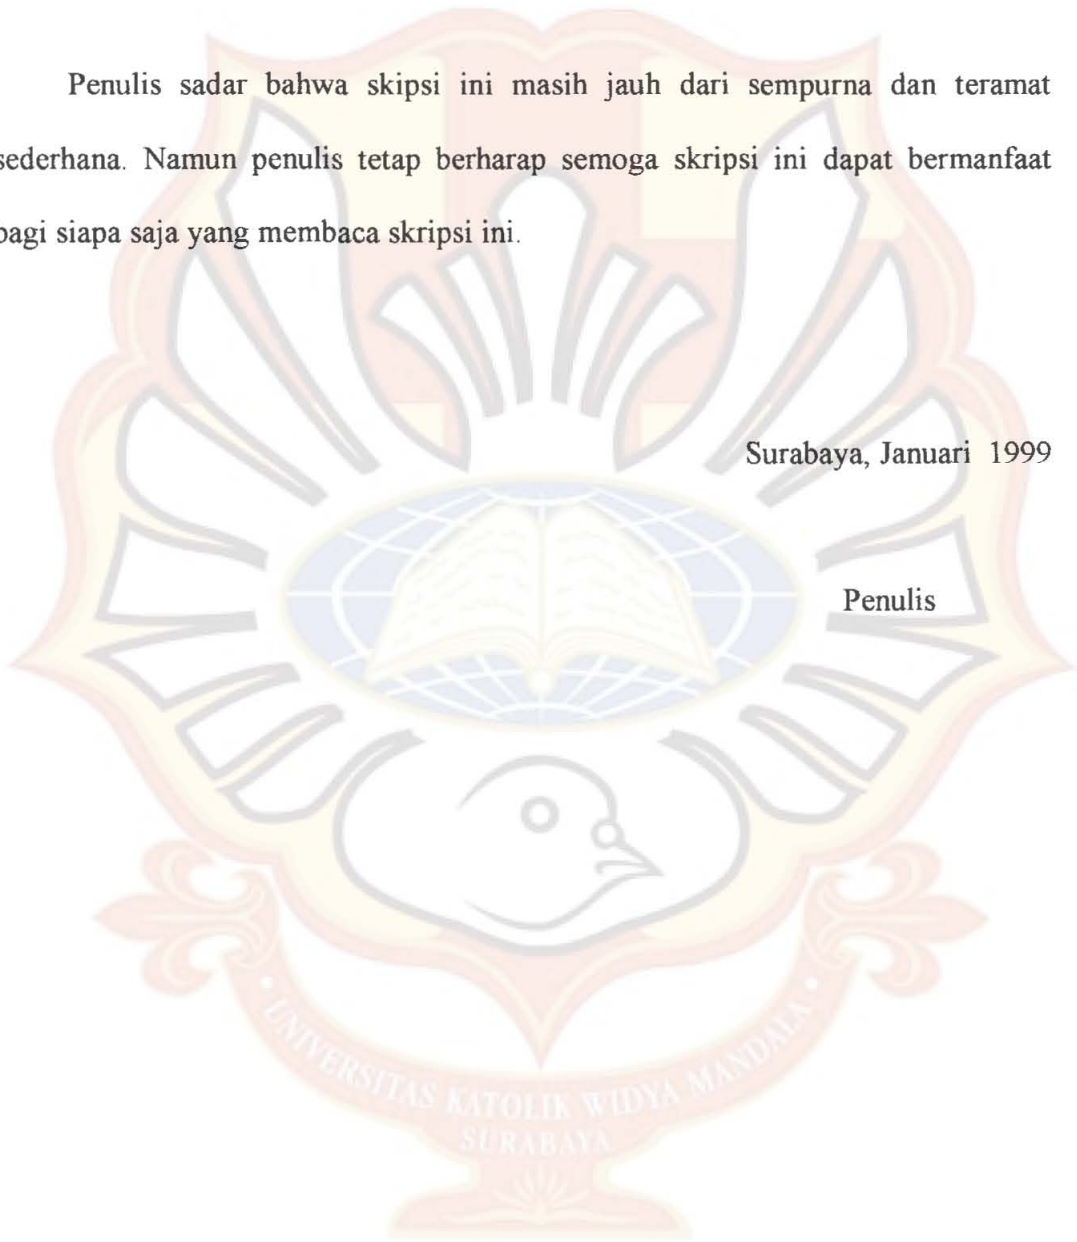 Penulis sadar bahwa skipsi ini masih jauh dari sempurna dan teramat
sederhana. Namun penulis tetap berharap semoga skripsi ini dapat bermanfaat
bagi siapa saja yang membaca skripsi ini.
Surabaya, Januari 1999
Penulis
UNIVERSITAS KATOLIK WIDYA MANDALA
SURABAYA